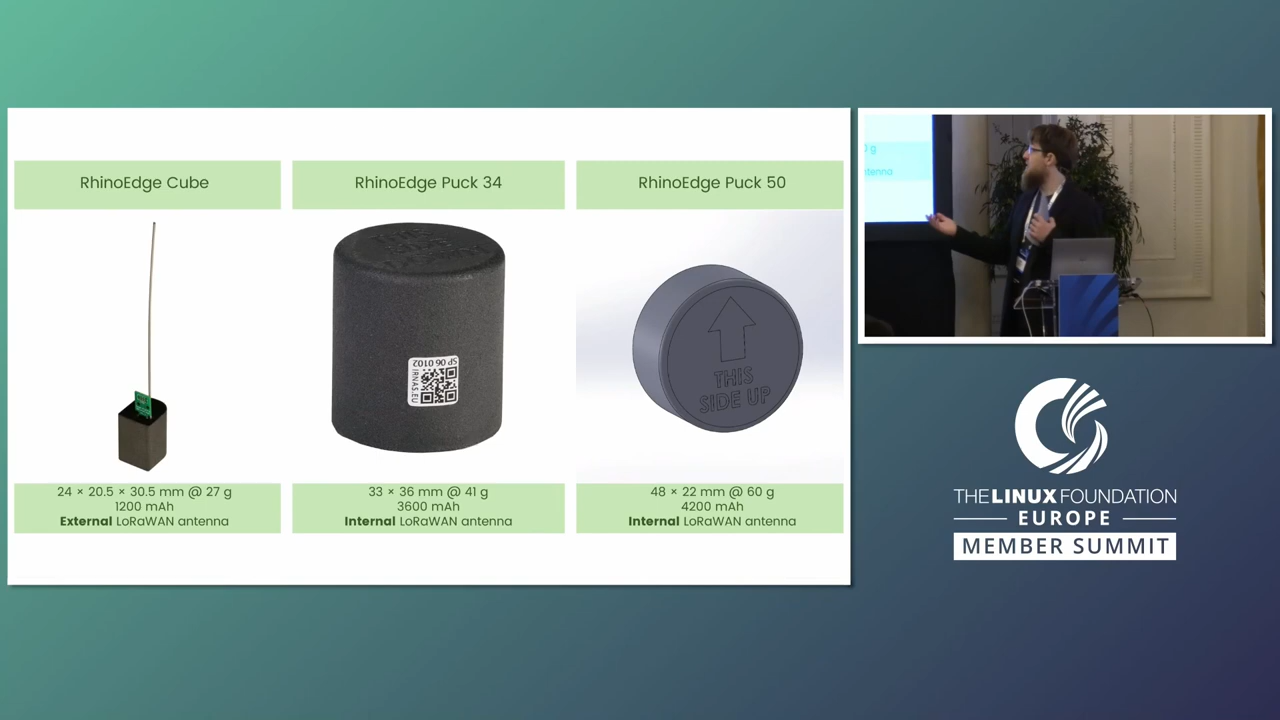 RhinoEdge Cube
RhinoEdge Puck 34
RhinoEdge Puck 50
SP 06 0102
IRNAS.EU
THIS
SIDE UP
24 × 20.5 × 30.5 mm @ 27 g
1200 mAh
External LoRaWAN antenna
33 × 36 mm @ 41 g
3600 mAh
Internal LoRaWAN antenna
48 × 22 mm @ 60 g
4200 mAh
Internal LoRaWAN antenna
THE LINUX FOUNDATION
EUROPE
MEMBER SUMMIT